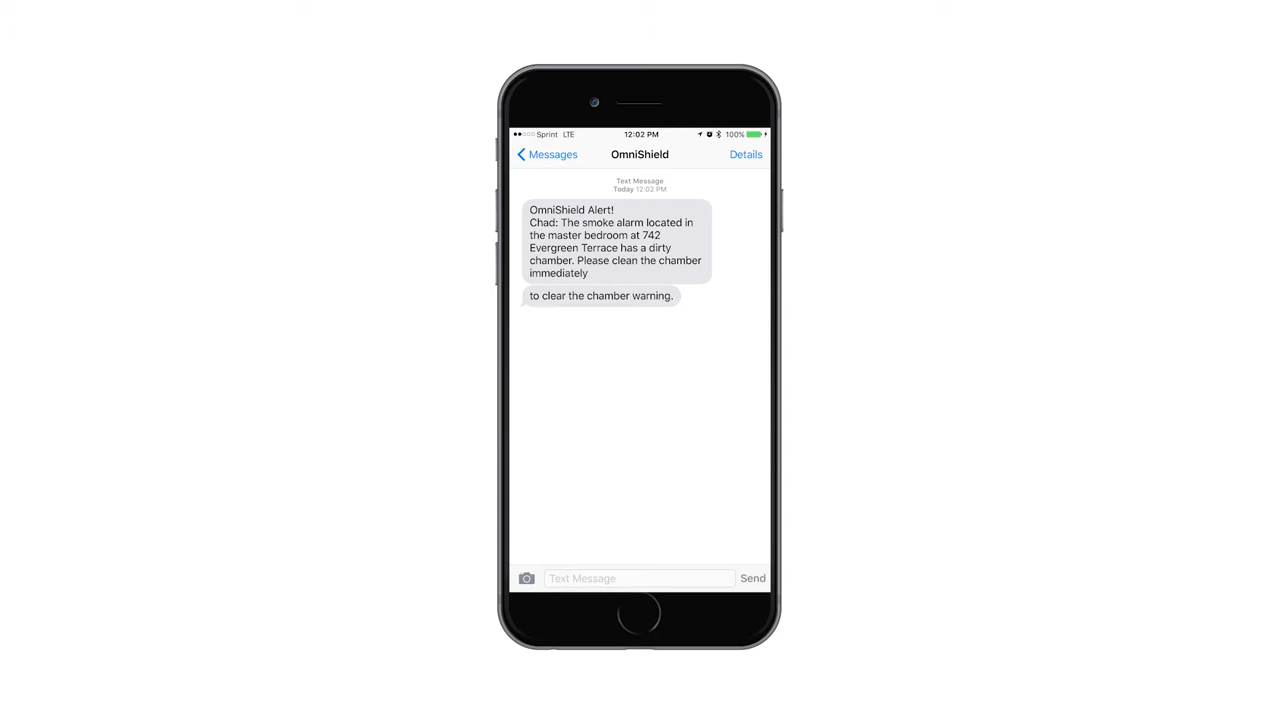 Sprint LTE 12:02 PM 100%
Messages OmniShield Details
Text Message
Today 12:02 PM
OmniShield Alert!
Chad: The smoke alarm located in
the master bedroom at 742
Evergreen Terrace has a dirty
chamber. Please clean the chamber
immediately
to clear the chamber warning.
Text Message Send